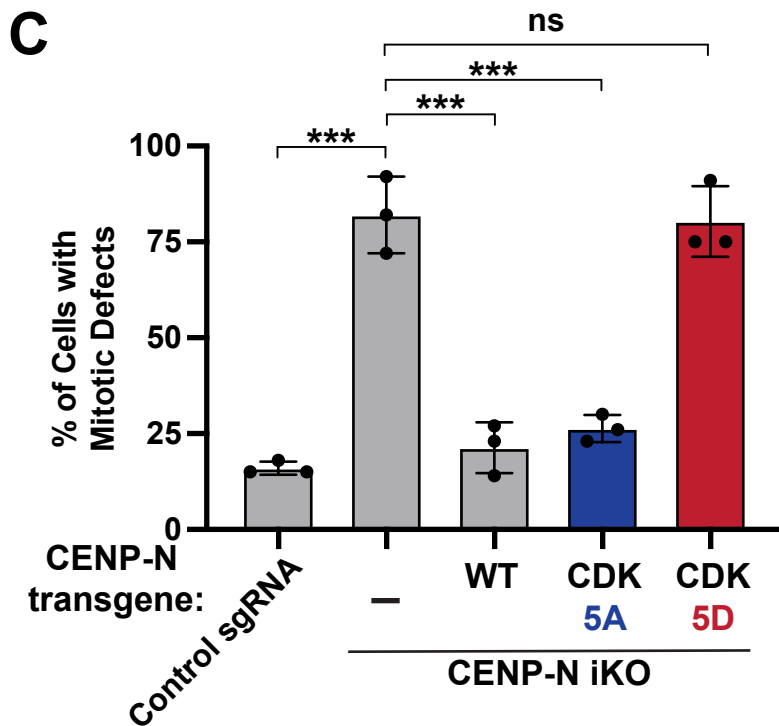 C
ns
***
***
***
100
75
50
25
0
% of Cells with
Mitotic Defects
CENP-N
transgene:
Control sgRNA
–
WT
CDK
5A
CDK
5D
CENP-N iKO